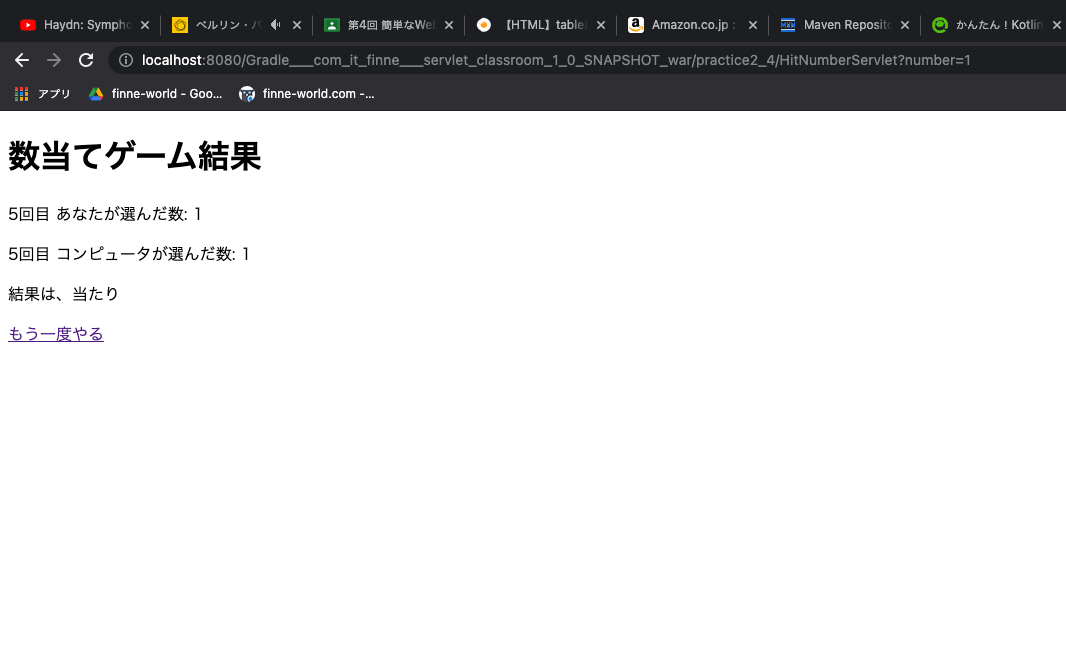 Haydn: Sympho
ベルリン・パ
第4回 簡単なWe
【HTML】table
Amazon.co.jp :
Maven Reposito
かんたん！Kotlin
localhost:8080/Gradle___com_it_finne___servlet_classroom_1_0_SNAPSHOT_war/practice2_4/HitNumberServlet?number=1
アプリ
finne-world - Goo...
finne-world.com -...
数当てゲーム結果
5回目 あなたが選んだ数: 1
5回目 コンピュータが選んだ数: 1
結果は、当たり
もう一度やる